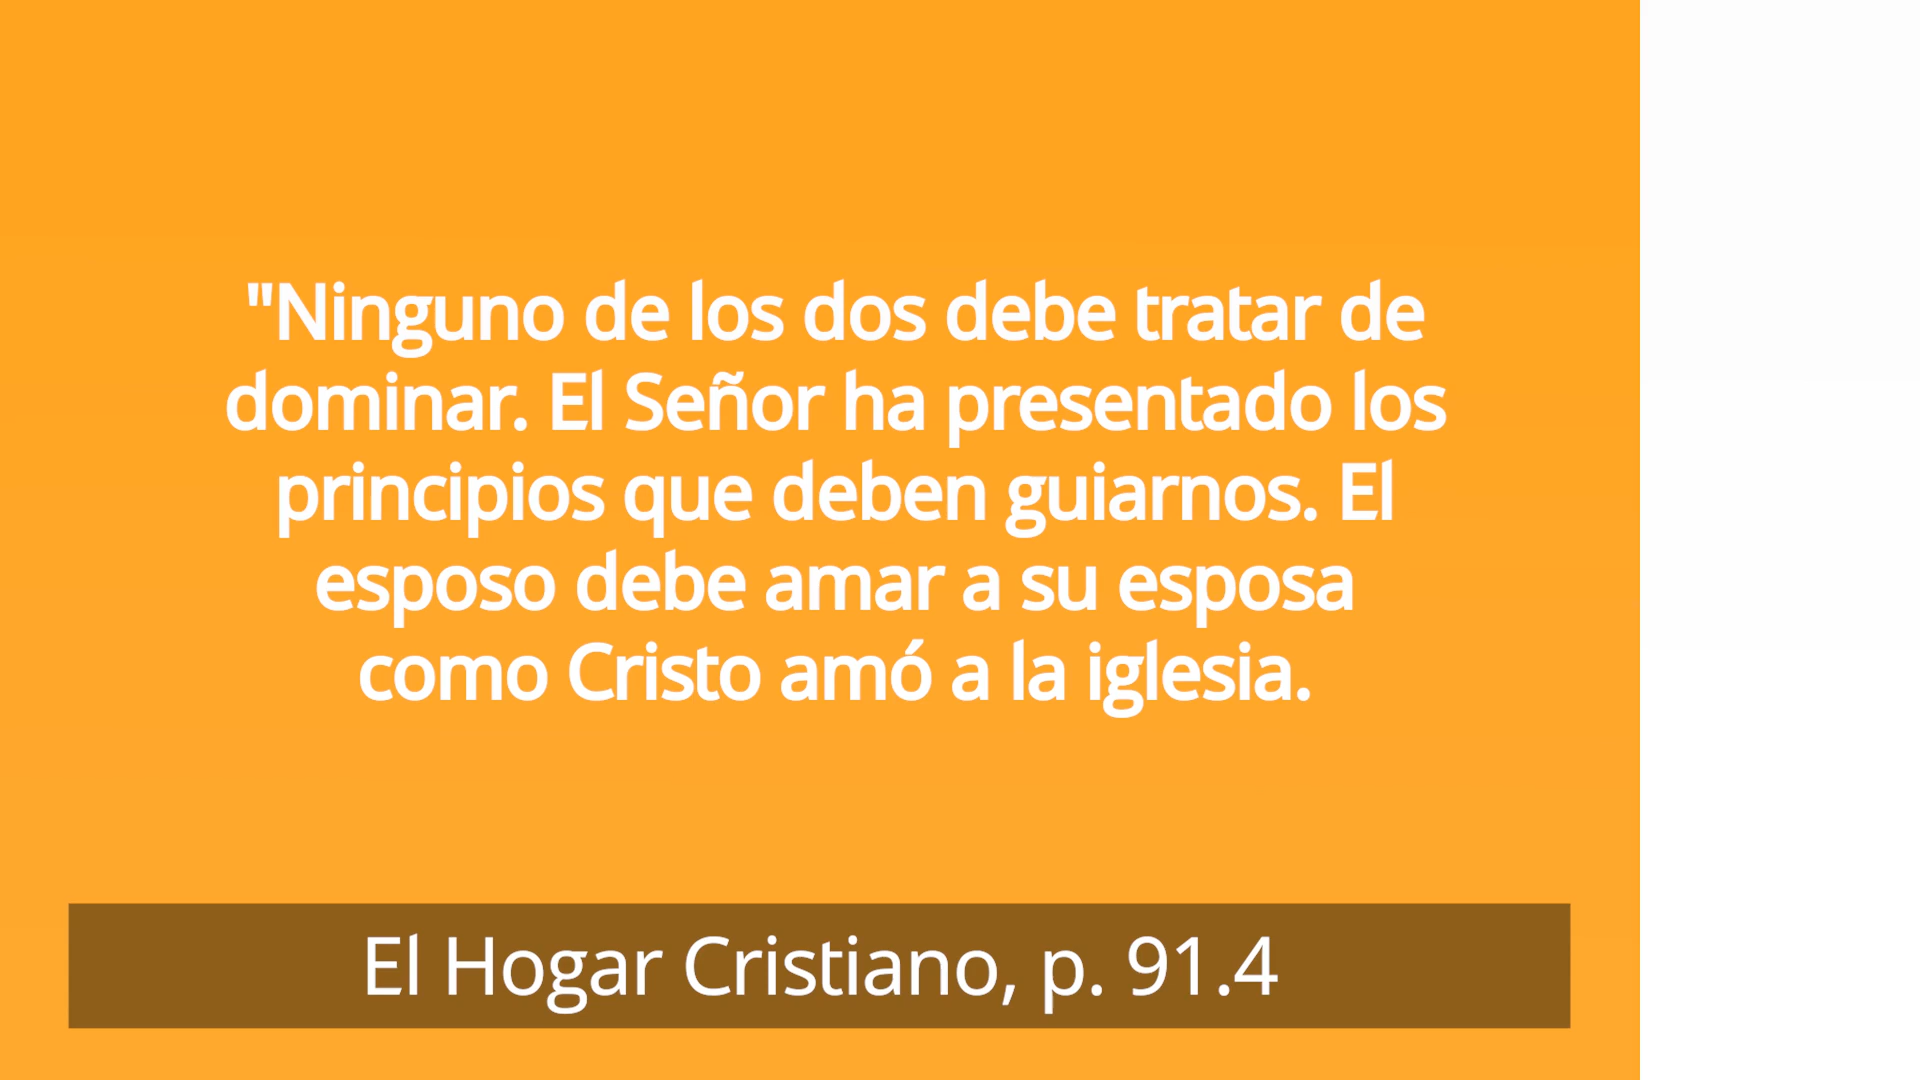 "Ninguno de los dos debe tratar de
dominar. El Señor ha presentado los
principios que deben guiarnos. El
esposo debe amar a su esposa
como Cristo amó a la iglesia.
El Hogar Cristiano, p. 91.4